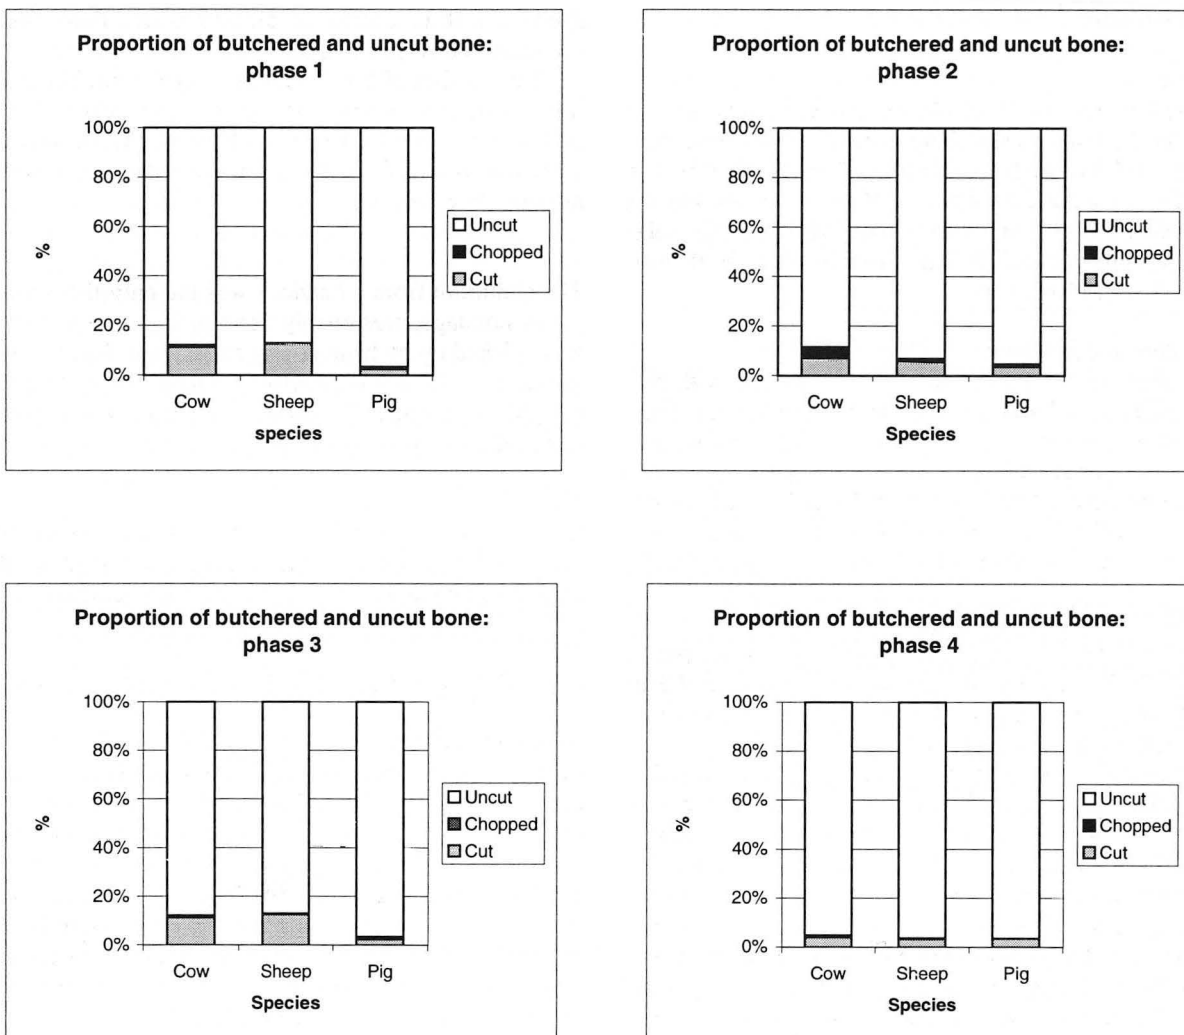 Proportion of butchered and uncut bone:
phase 1
100%
80%
60%
40%
20%
0%
%
Cow Sheep Pig
species
Uncut
Chopped
Cut
Proportion of butchered and uncut bone:
phase 2
100%
80%
60%
40%
20%
0%
%
Cow Sheep Pig
Species
Uncut
Chopped
Cut
Proportion of butchered and uncut bone:
phase 3
100%
80%
60%
40%
20%
0%
%
Cow Sheep Pig
Species
Uncut
Chopped
Cut
Proportion of butchered and uncut bone:
phase 4
100%
80%
60%
40%
20%
0%
%
Cow Sheep Pig
Species
Uncut
Chopped
Cut